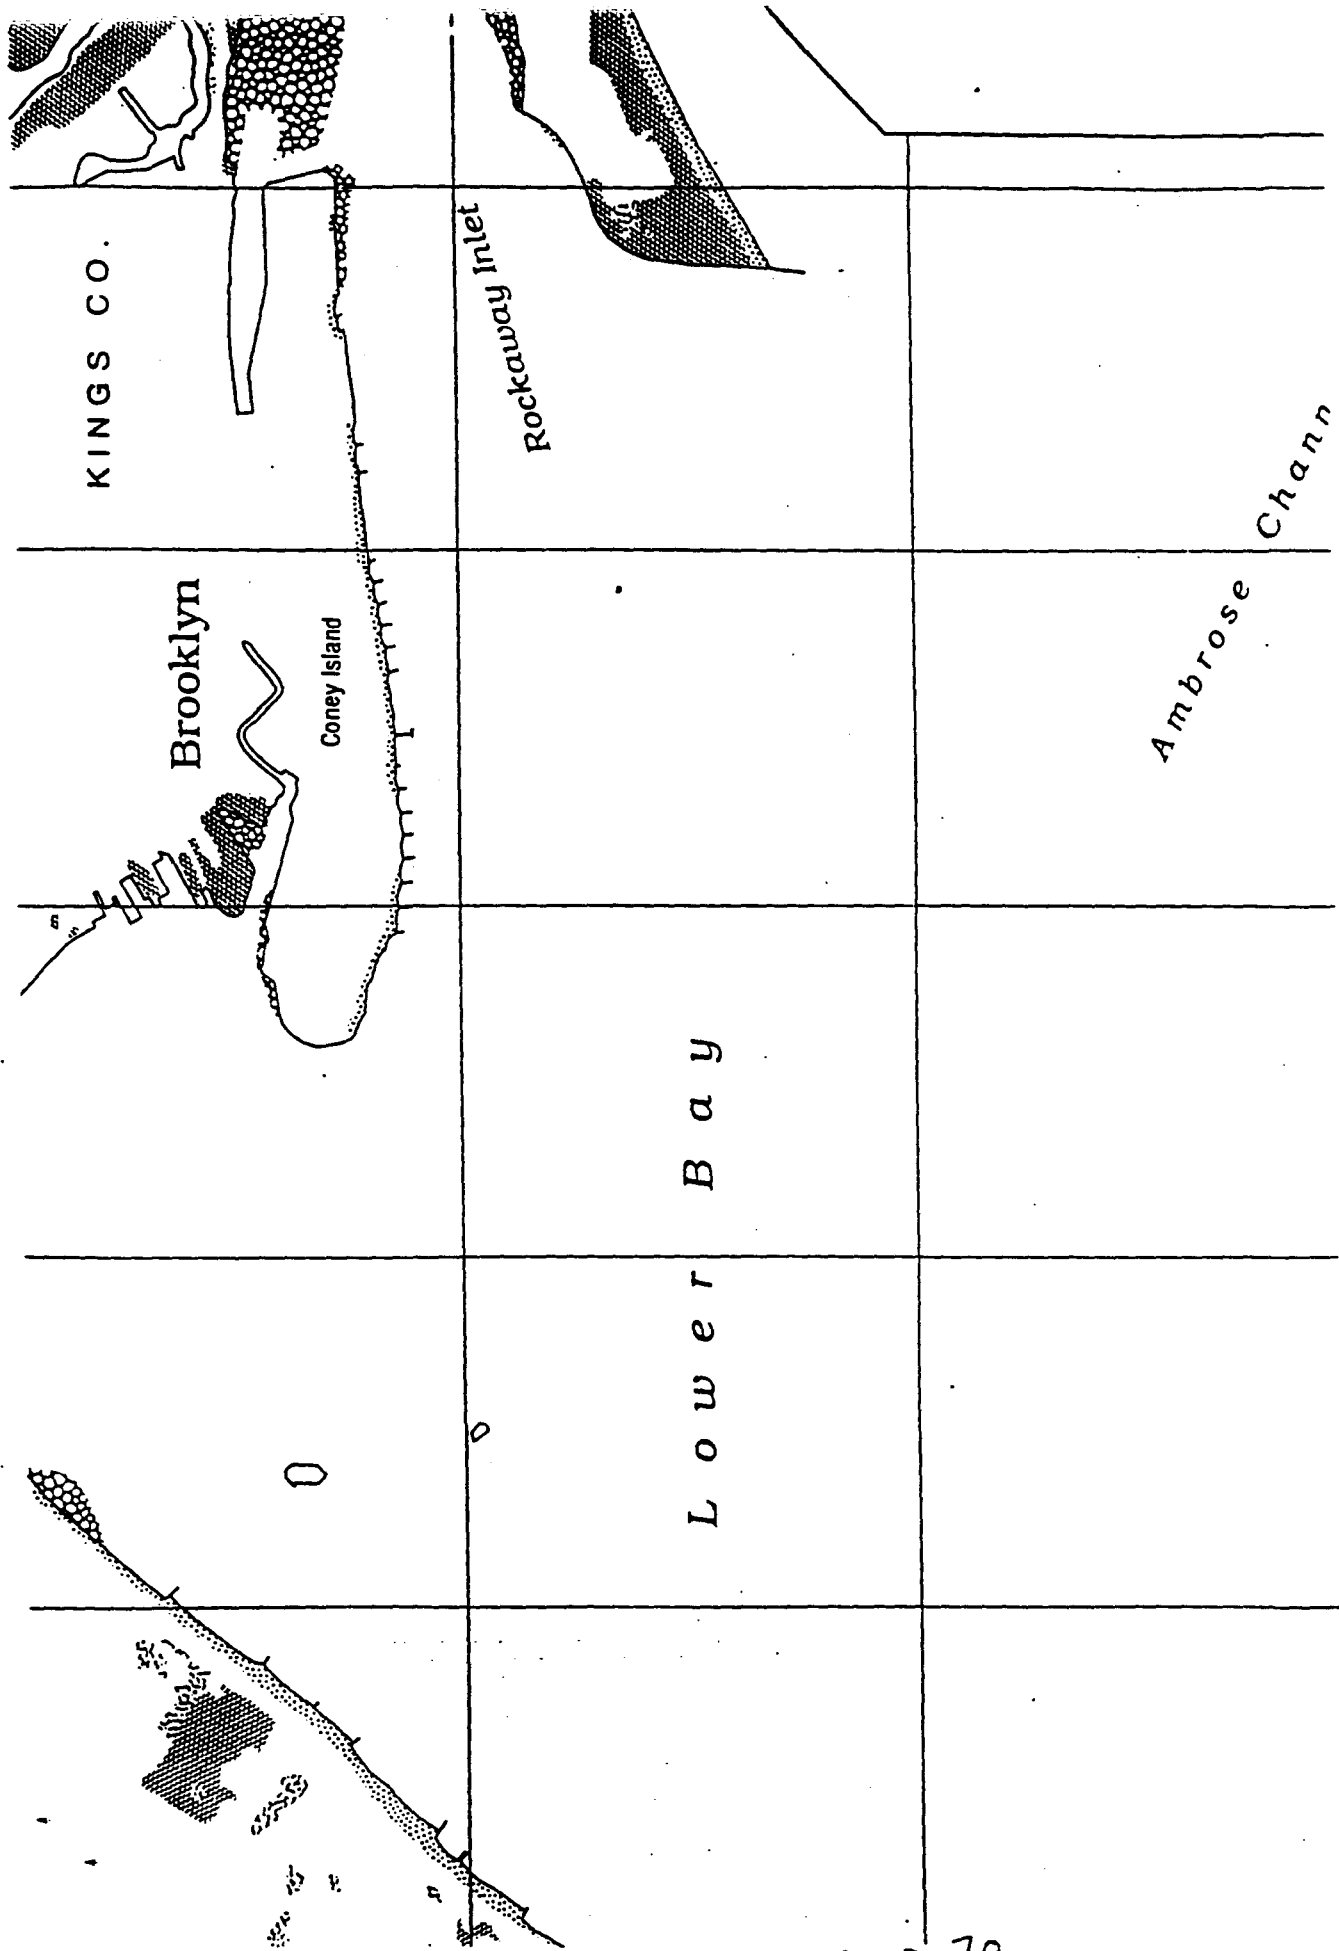 KINGS CO.
Brooklyn
Coney Island
Rockaway Inlet
Lower Bay
Ambrose Chann